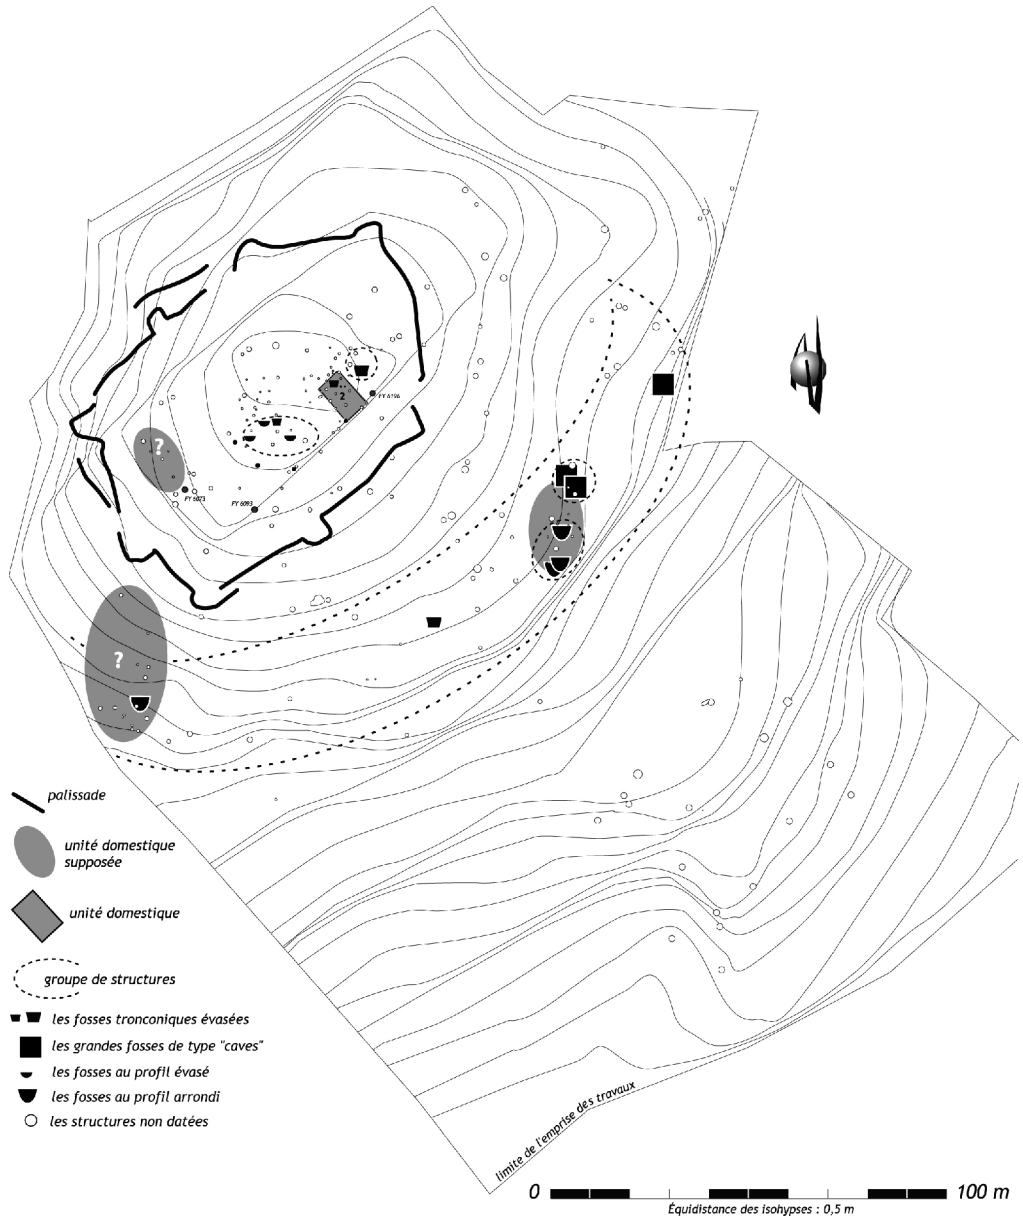 2
FY 6196
?
FY 6073
FY 6093
?
palissade
unité domestique
supposée
unité domestique
groupe de structures
les fosses tronconiques évasées
les grandes fosses de type "caves"
les fosses au profil évasé
les fosses au profil arrondi
les structures non datées
limite de l'emprise des travaux
0 100 m
Équidistance des isohypses : 0,5 m